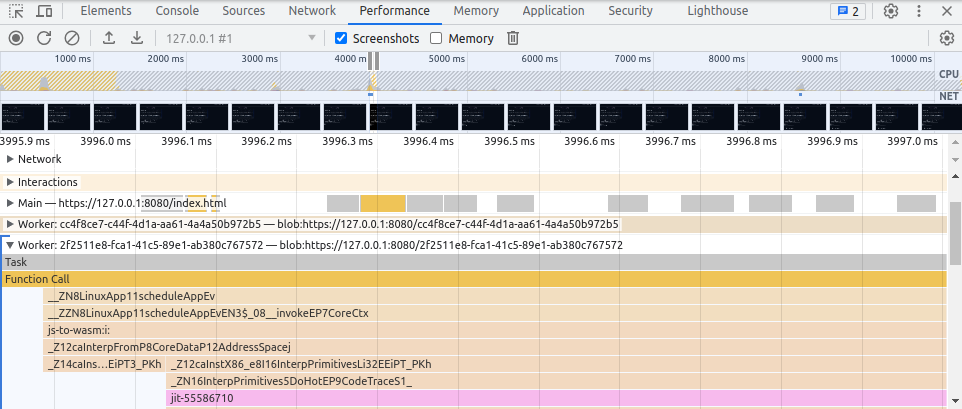 Elements Console Sources Network Performance Memory Application Security Lighthouse 2
127.0.0.1 #1 Screenshots Memory
1000 ms 2000 ms 3000 ms 4000 ms 5000 ms 6000 ms 7000 ms 8000 ms 9000 ms 10000 ms
CPU
NET
3995.9 ms 3996.0 ms 3996.1 ms 3996.2 ms 3996.3 ms 3996.4 ms 3996.5 ms 3996.6 ms 3996.7 ms 3996.8 ms 3996.9 ms 3997.0 ms
Network
Interactions
Main — https://127.0.0.1:8080/index.html
Worker: cc4f8ce7-c44f-4d1a-aa61-4a4a50b972b5 — blob:https://127.0.0.1:8080/cc4f8ce7-c44f-4d1a-aa61-4a4a50b972b5
Worker: 2f2511e8-fca1-41c5-89e1-ab380c767572 — blob:https://127.0.0.1:8080/2f2511e8-fca1-41c5-89e1-ab380c767572
Task
Function Call
__ZN8LinuxApp11scheduleAppEv
__ZZN8LinuxApp11scheduleAppEvEN3$_08__invokeEP7CoreCtx
js-to-wasm:i:
_Z12caInterpFromP8CoreDataP12AddressSpacej
_Z14caIns…EiPT3_PKh _Z12caInstX86_e8I16InterpPrimitivesLi32EEiPT_PKh
_ZN16InterpPrimitives5DoHotEP9CodeTraceS1_
jit-55586710